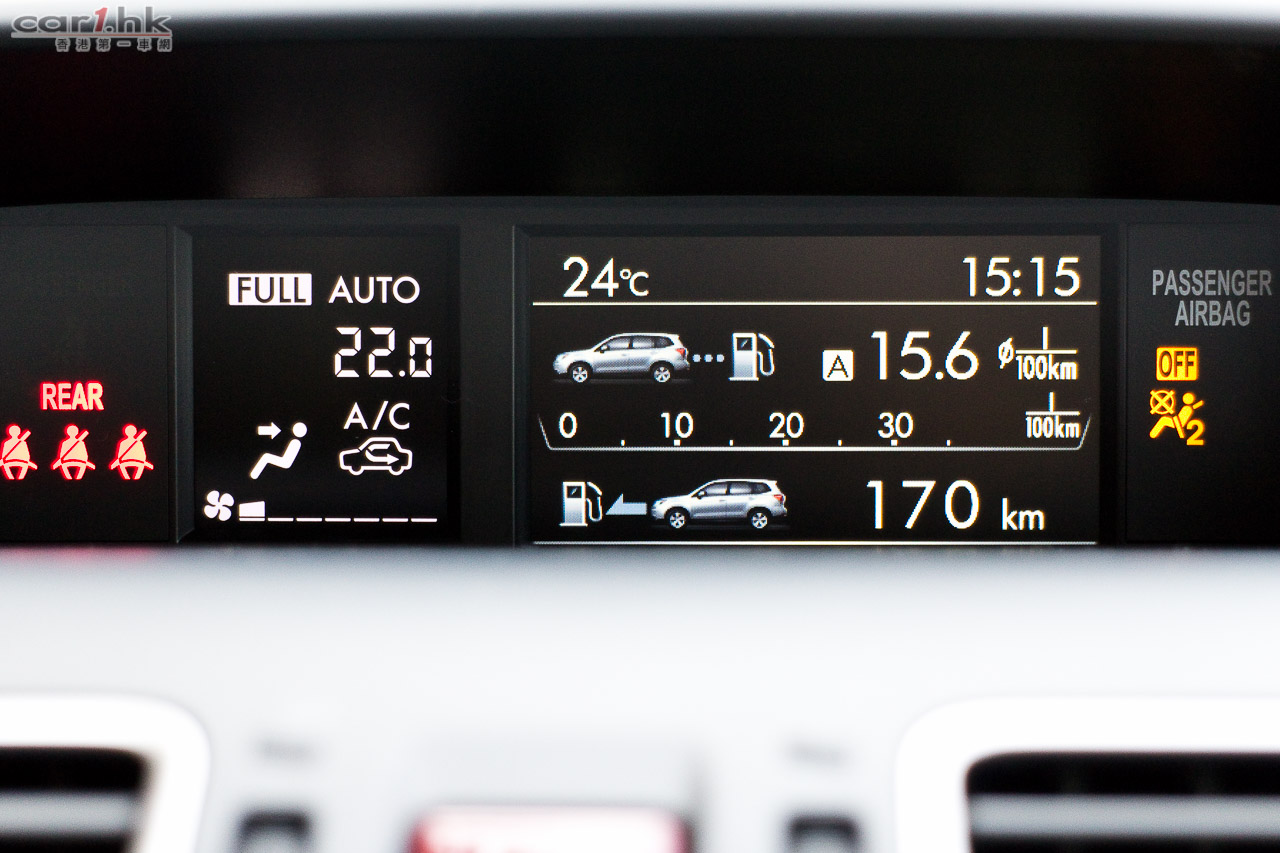 car1.hk
香港第一車網
REAR
FULL AUTO
22.0
A/C
24°C 15:15
A 15.6 ø l/100km
0 10 20 30 l/100km
170 km
PASSENGER
AIRBAG
OFF
2